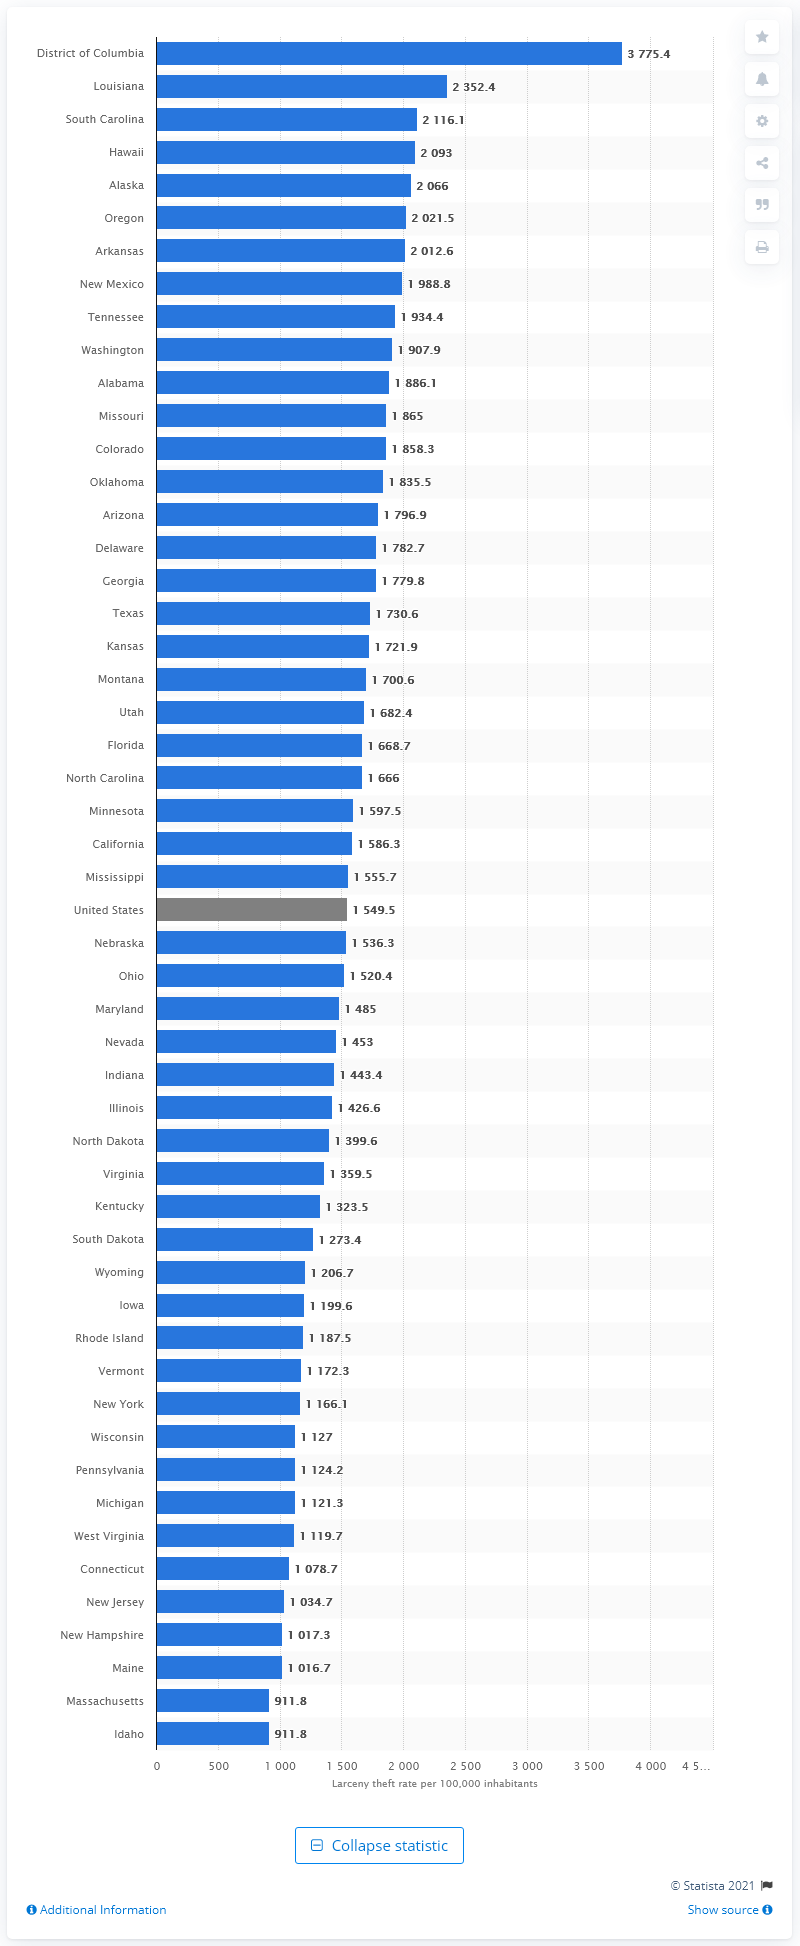 District of Columbia 3 775.4
Louisiana 2 352.4
South Carolina 2 116.1
Hawaii 2 093
Alaska 2 066
Oregon 2 021.5
Arkansas 2 012.6
New Mexico 1 988.8
Tennessee 1 934.4
Washington 1 907.9
Alabama 1 886.1
Missouri 1 865
Colorado 1 858.3
Oklahoma 1 835.5
Arizona 1 796.9
Delaware 1 782.7
Georgia 1 779.8
Texas 1 730.6
Kansas 1 721.9
Montana 1 700.6
Utah 1 682.4
Florida 1 668.7
North Carolina 1 666
Minnesota 1 597.5
California 1 586.3
Mississippi 1 555.7
United States 1 549.5
Nebraska 1 536.3
Ohio 1 520.4
Maryland 1 485
Nevada 1 453
Indiana 1 443.4
Illinois 1 426.6
North Dakota 1 399.6
Virginia 1 359.5
Kentucky 1 323.5
South Dakota 1 273.4
Wyoming 1 206.7
Iowa 1 199.6
Rhode Island 1 187.5
Vermont 1 172.3
New York 1 166.1
Wisconsin 1 127
Pennsylvania 1 124.2
Michigan 1 121.3
West Virginia 1 119.7
Connecticut 1 078.7
New Jersey 1 034.7
New Hampshire 1 017.3
Maine 1 016.7
Massachusetts 911.8
Idaho 911.8
0 500 1 000 1 500 2 000 2 500 3 000 3 500 4 000 4 5...
Larceny theft rate per 100,000 inhabitants
Collapse statistic
© Statista 2021
Additional Information Show source